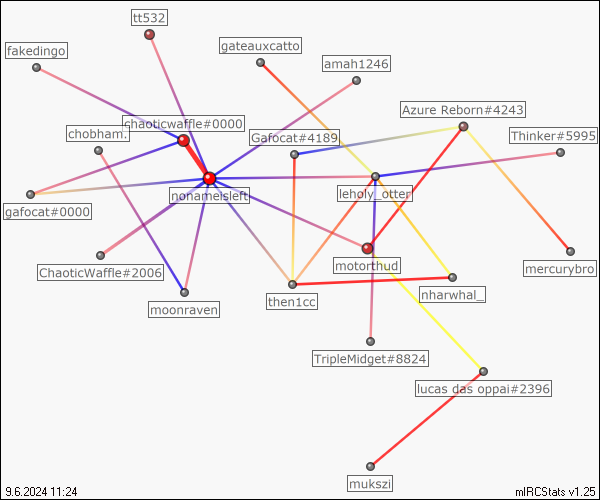 tt532
fakedingo
gateauxcatto
amah1246
Azure Reborn#4243
chaoticwaffle#0000
chobham.
Gafocat#4189
Thinker#5995
nonameisleft
leholy_otter
gafocat#0000
motorthud
ChaoticWaffle#2006
mercurybro
nharwhal_
then1cc
moonraven
TripleMidget#8824
lucas das oppai#2396
mukszi
9.6.2024 11:24
mIRCStats v1.25